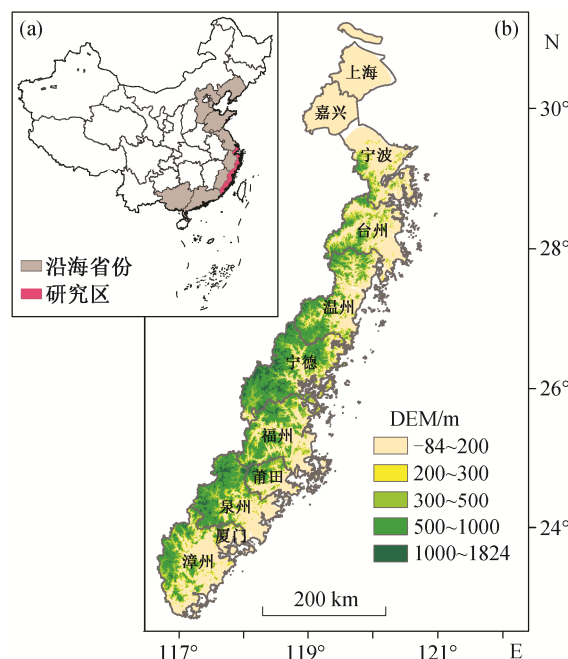 (a)
沿海省份
研究区
(b)
N
30°
28°
26°
24°
上海
嘉兴
宁波
台州
温州
宁德
福州
莆田
泉州
厦门
漳州
DEM/m
−84~200
200~300
300~500
500~1000
1000~1824
200 km
117°
119°
121°
E